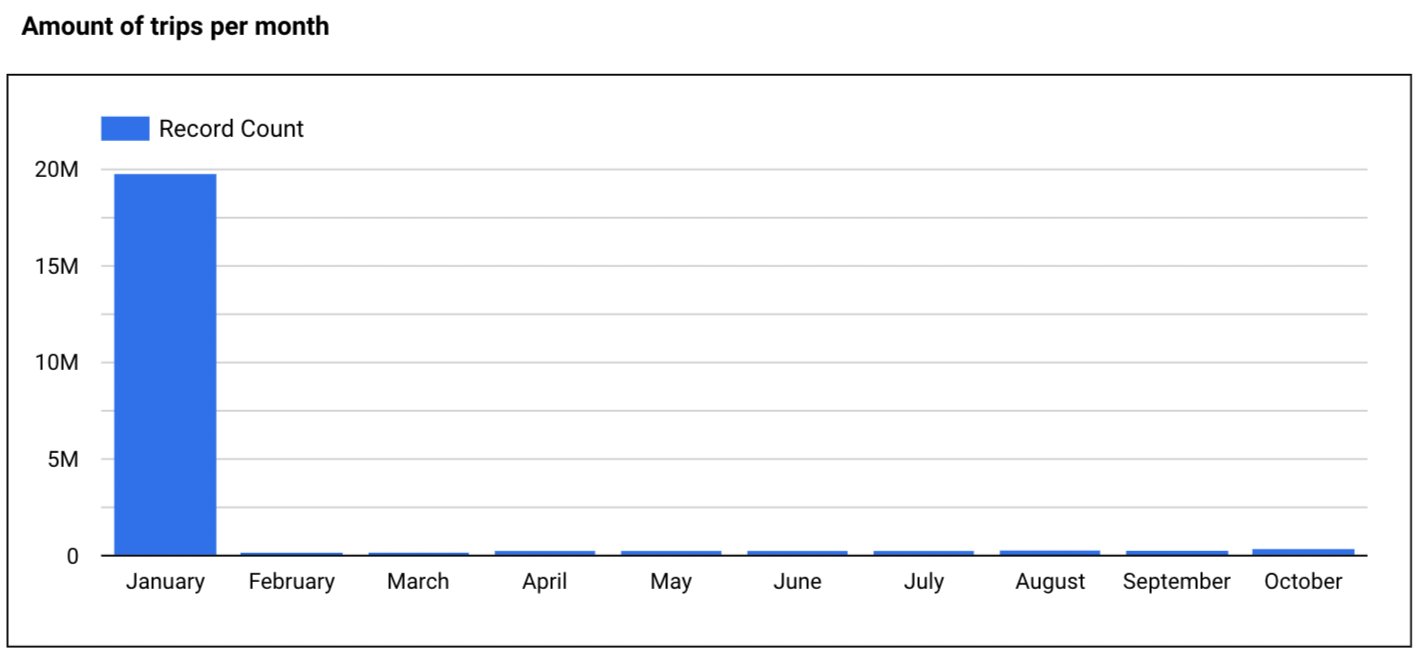 Amount of trips per month
Record Count
20M
15M
10M
5M
0
January February March April May June July August September October